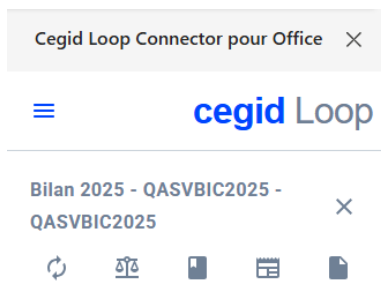 Cegid Loop Connector pour Office
cegid Loop
Bilan 2025 - QASVBIC2025 -
QASVBIC2025